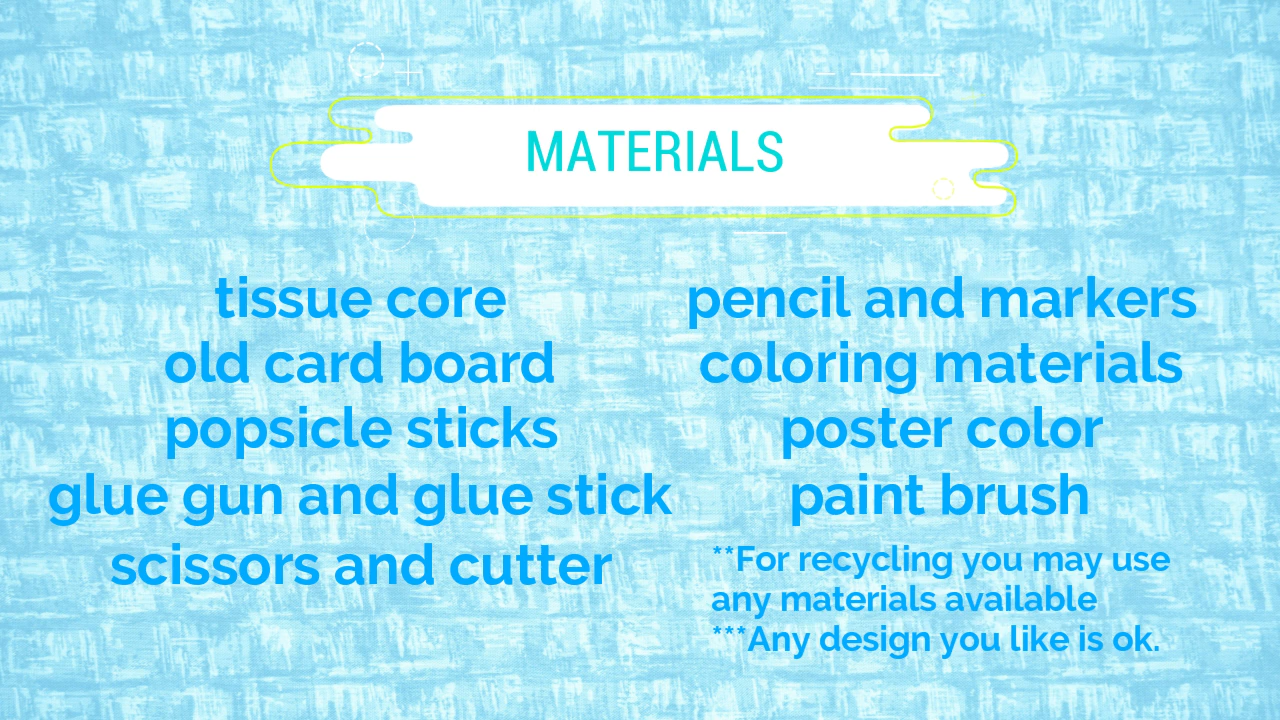 MATERIALS
tissue core
old card board
popsicle sticks
glue gun and glue stick
scissors and cutter
pencil and markers
coloring materials
poster color
paint brush
**For recycling you may use
any materials available
***Any design you like is ok.